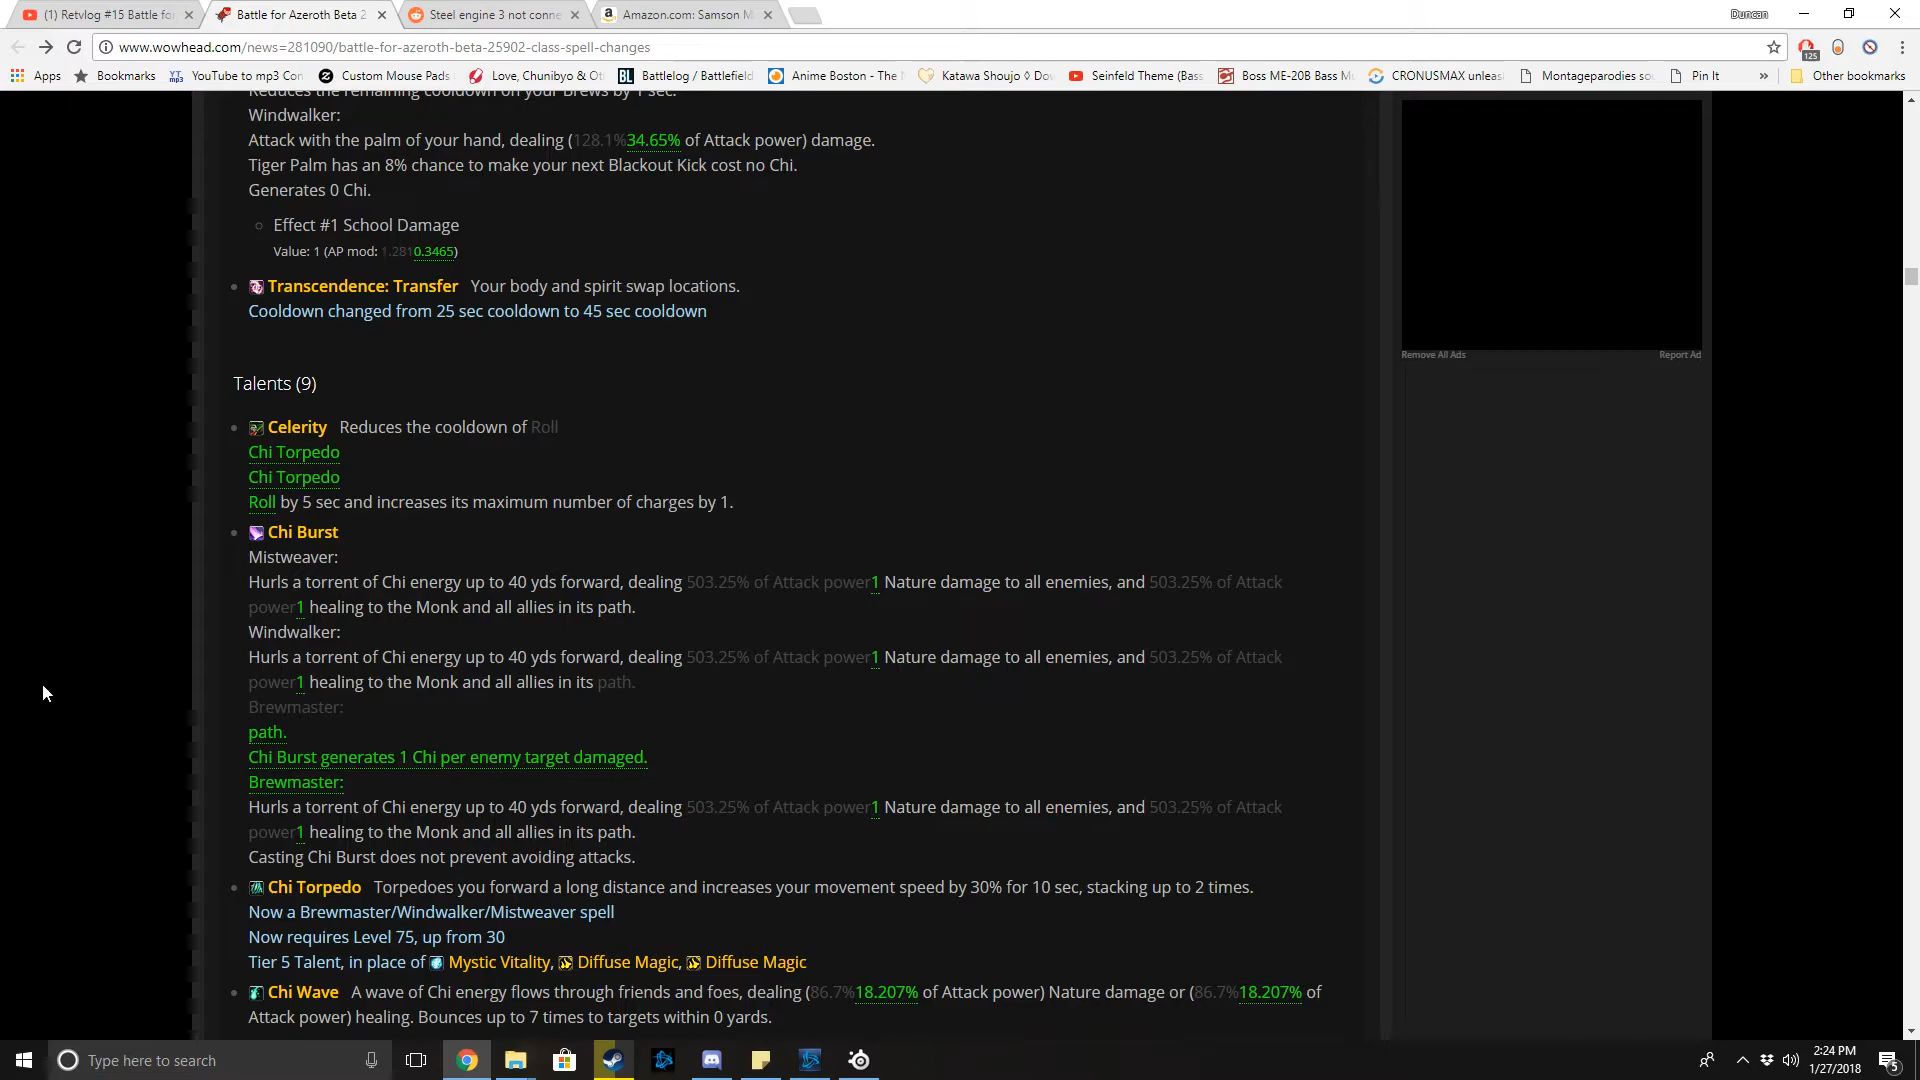 (1) Retvlog #15 Battle fo
Battle for Azeroth Beta 2
Steel engine 3 not conne
Amazon.com: Samson M
Duncan
www.wowhead.com/news=281090/battle-for-azeroth-beta-25902-class-spell-changes
125
Apps
Bookmarks
YouTube to mp3 Con
Custom Mouse Pads
Love, Chunibyo & Ot
Battlelog / Battlefield
Anime Boston - The
Katawa Shoujo ◊ Dow
Seinfeld Theme (Bass
Boss ME-20B Bass Mu
CRONUSMAX unleas
Montageparodies sou
Pin It
»
Other bookmarks
Reduces the remaining cooldown on your Brews by 1 sec.
Windwalker:
Attack with the palm of your hand, dealing (128.1%34.65% of Attack power) damage.
Tiger Palm has an 8% chance to make your next Blackout Kick cost no Chi.
Generates 0 Chi.
Effect #1 School Damage
Value: 1 (AP mod: 1.2810.3465)
Transcendence: Transfer Your body and spirit swap locations.
Cooldown changed from 25 sec cooldown to 45 sec cooldown
Talents (9)
Celerity Reduces the cooldown of Roll
Chi Torpedo
Chi Torpedo
Roll by 5 sec and increases its maximum number of charges by 1.
Chi Burst
Mistweaver:
Hurls a torrent of Chi energy up to 40 yds forward, dealing 503.25% of Attack power1 Nature damage to all enemies, and 503.25% of Attack
power1 healing to the Monk and all allies in its path.
Windwalker:
Hurls a torrent of Chi energy up to 40 yds forward, dealing 503.25% of Attack power1 Nature damage to all enemies, and 503.25% of Attack
power1 healing to the Monk and all allies in its path.
Brewmaster:
path.
Chi Burst generates 1 Chi per enemy target damaged.
Brewmaster:
Hurls a torrent of Chi energy up to 40 yds forward, dealing 503.25% of Attack power1 Nature damage to all enemies, and 503.25% of Attack
power1 healing to the Monk and all allies in its path.
Casting Chi Burst does not prevent avoiding attacks.
Chi Torpedo Torpedoes you forward a long distance and increases your movement speed by 30% for 10 sec, stacking up to 2 times.
Now a Brewmaster/Windwalker/Mistweaver spell
Now requires Level 75, up from 30
Tier 5 Talent, in place of Mystic Vitality, Diffuse Magic, Diffuse Magic
Chi Wave A wave of Chi energy flows through friends and foes, dealing (86.7%18.207% of Attack power) Nature damage or (86.7%18.207% of
Attack power) healing. Bounces up to 7 times to targets within 0 yards.
Remove All Ads
Report Ad
Type here to search
2:24 PM
1/27/2018
5